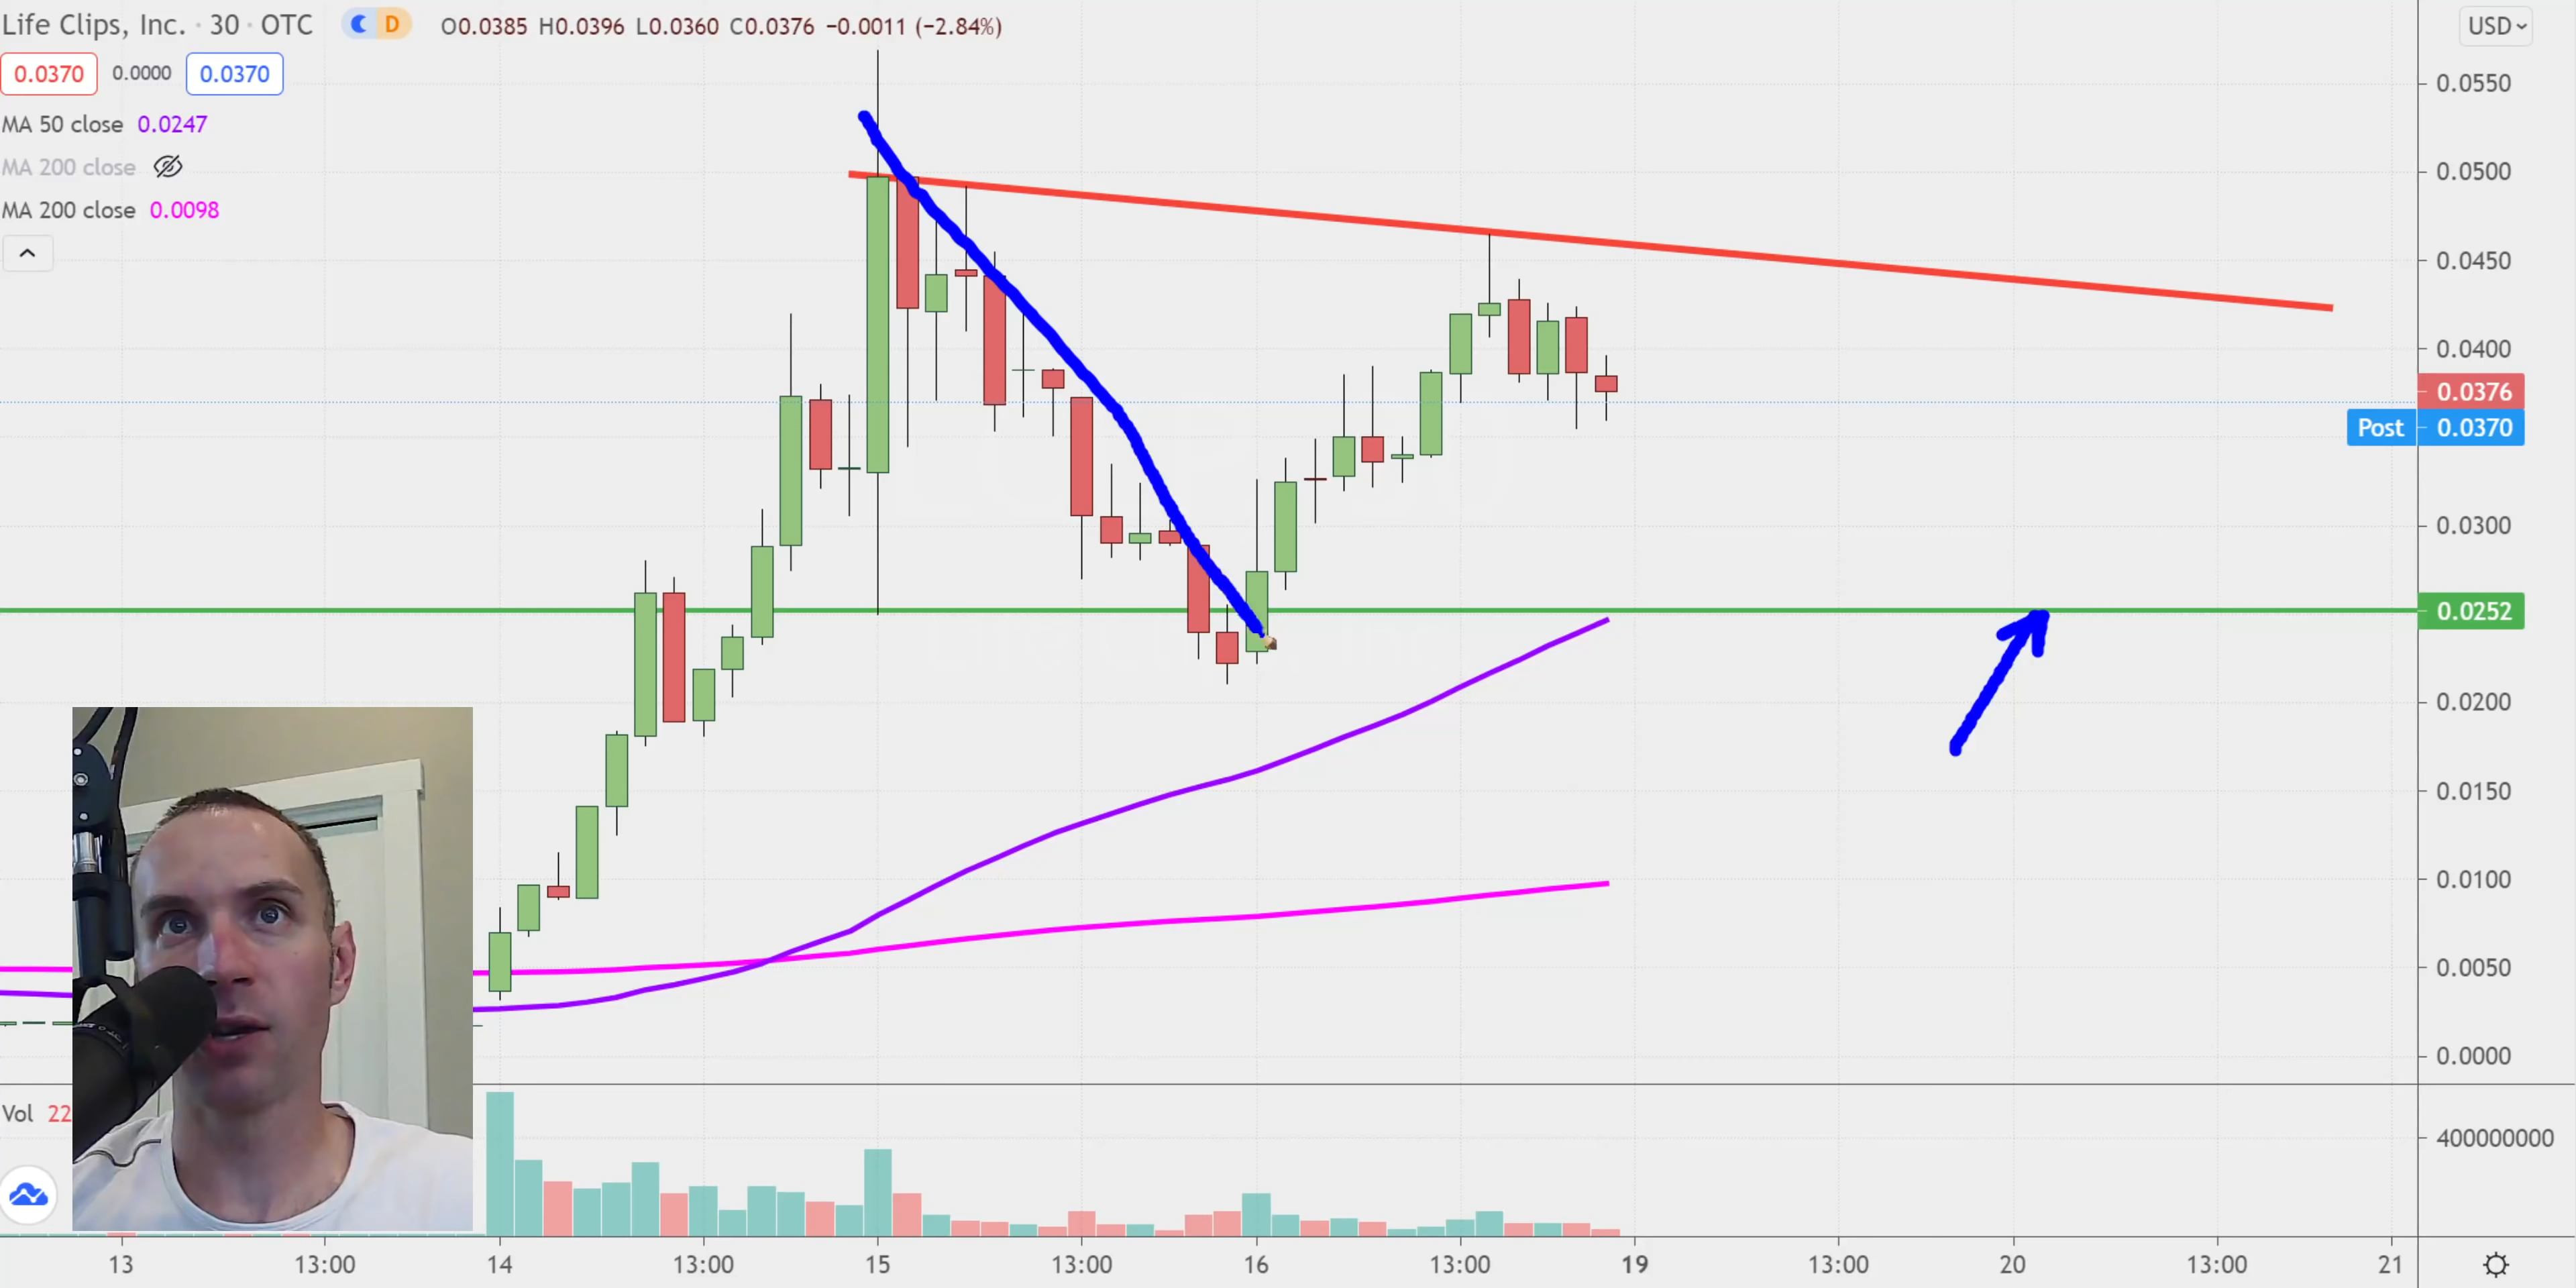 Life Clips, Inc. · 30 · OTC D O0.0385 H0.0396 L0.0360 C0.0376 −0.0011 (−2.84%) USD
0.0370 0.0000 0.0370
MA 50 close 0.0247
MA 200 close
MA 200 close 0.0098
0.0550
0.0500
0.0450
0.0400
0.0376
Post 0.0370
0.0300
0.0252
0.0200
0.0150
0.0100
0.0050
0.0000
Vol 22
400000000
13 13:00 14 13:00 15 13:00 16 13:00 19 13:00 20 13:00 21